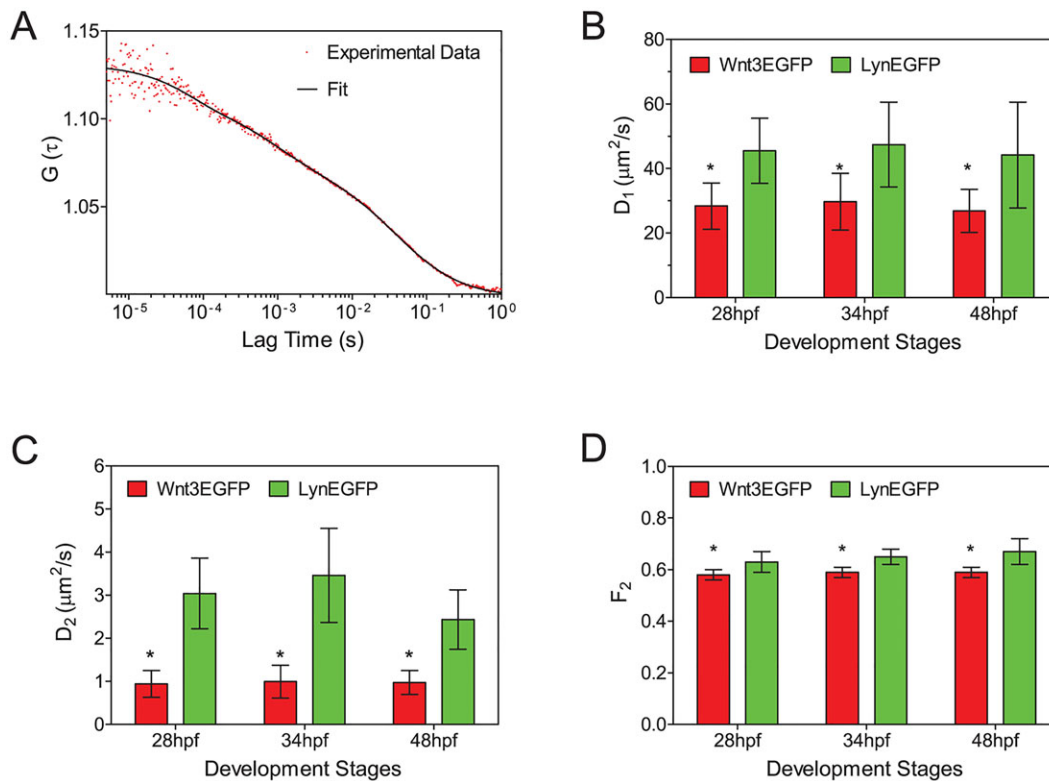 A
G (τ)
1.15
1.10
1.05
Experimental Data
Fit
10⁻⁵
10⁻⁴
10⁻³
10⁻²
10⁻¹
10⁰
Lag Time (s)
B
D₁ (μm²/s)
80
60
40
20
0
Wnt3EGFP
LynEGFP
*
*
*
28hpf
34hpf
48hpf
Development Stages
C
D₂ (μm²/s)
6
5
4
3
2
1
0
Wnt3EGFP
LynEGFP
*
*
*
28hpf
34hpf
48hpf
Development Stages
D
F₂
1.0
0.8
0.6
0.4
0.2
0.0
Wnt3EGFP
LynEGFP
*
*
*
28hpf
34hpf
48hpf
Development Stages